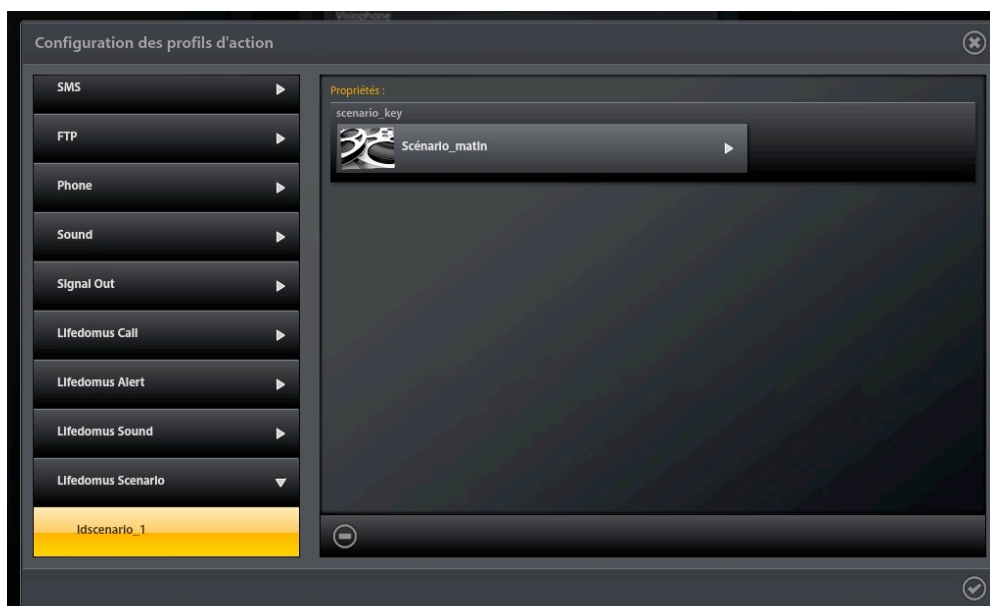 Visiophone
Configuration des profils d'action
SMS
FTP
Phone
Sound
Signal Out
Lifedomus Call
Lifedomus Alert
Lifedomus Sound
Lifedomus Scenario
ldscenario_1
Propriétés :
scenario_key
Scénario_matin